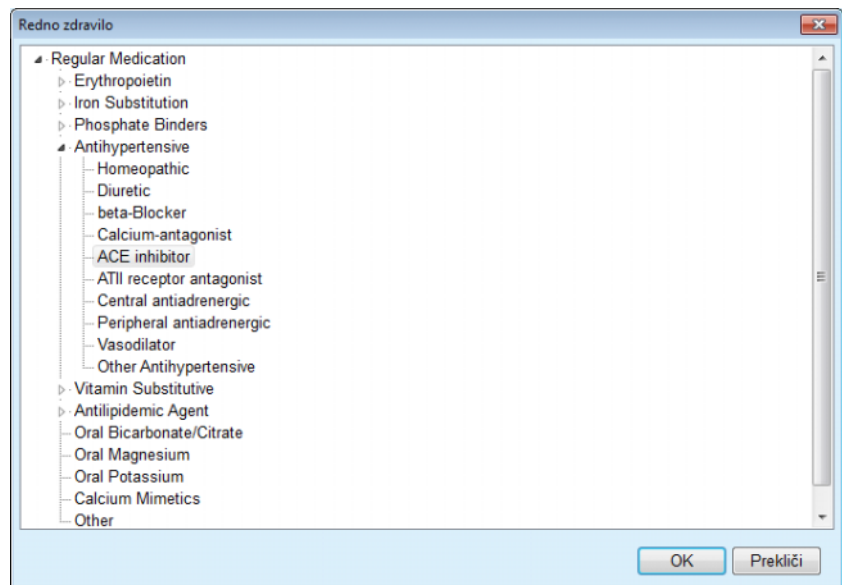 Redno zdravilo
Regular Medication
Erythropoietin
Iron Substitution
Phosphate Binders
Antihypertensive
Homeopathic
Diuretic
beta-Blocker
Calcium-antagonist
ACE inhibitor
ATII receptor antagonist
Central antiadrenergic
Peripheral antiadrenergic
Vasodilator
Other Antihypertensive
Vitamin Substitutive
Antilipidemic Agent
Oral Bicarbonate/Citrate
Oral Magnesium
Oral Potassium
Calcium Mimetics
Other
OK Prekliči